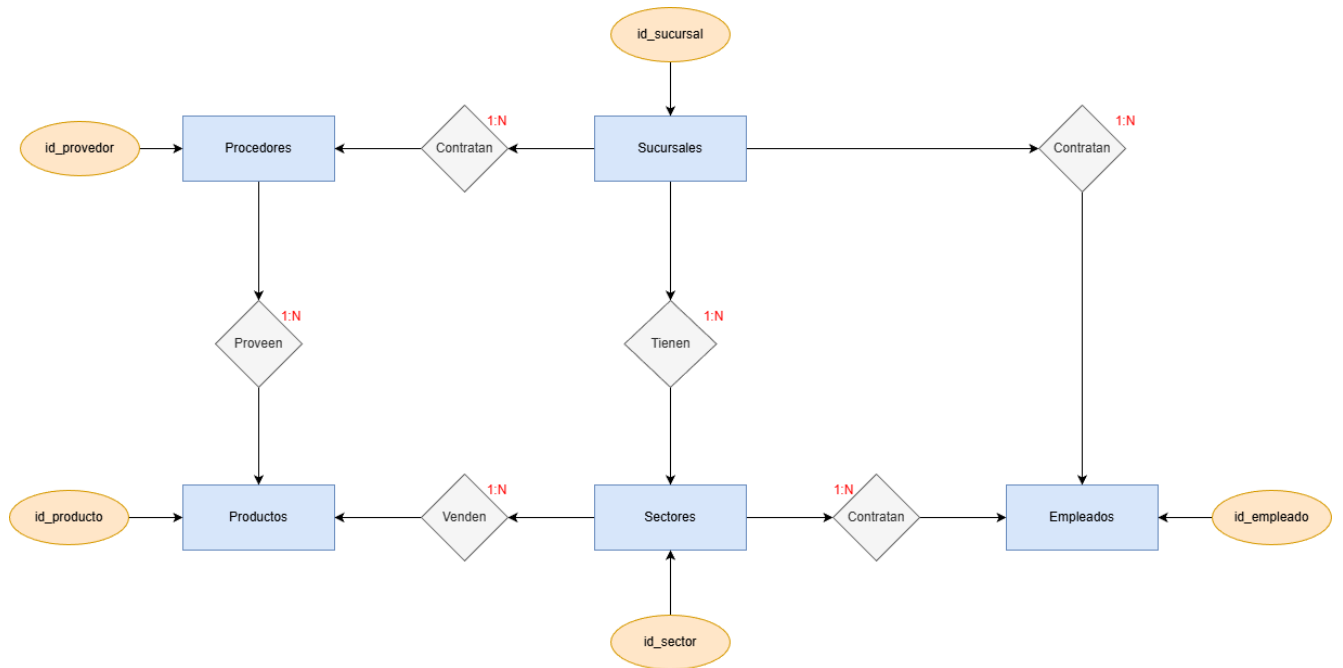 id_sucursal
1:N
1:N
id_provedor
Procedores
Contratan
Sucursales
Contratan
1:N
1:N
Proveen
Tienen
1:N
1:N
id_producto
Productos
Venden
Sectores
Contratan
Empleados
id_empleado
id_sector